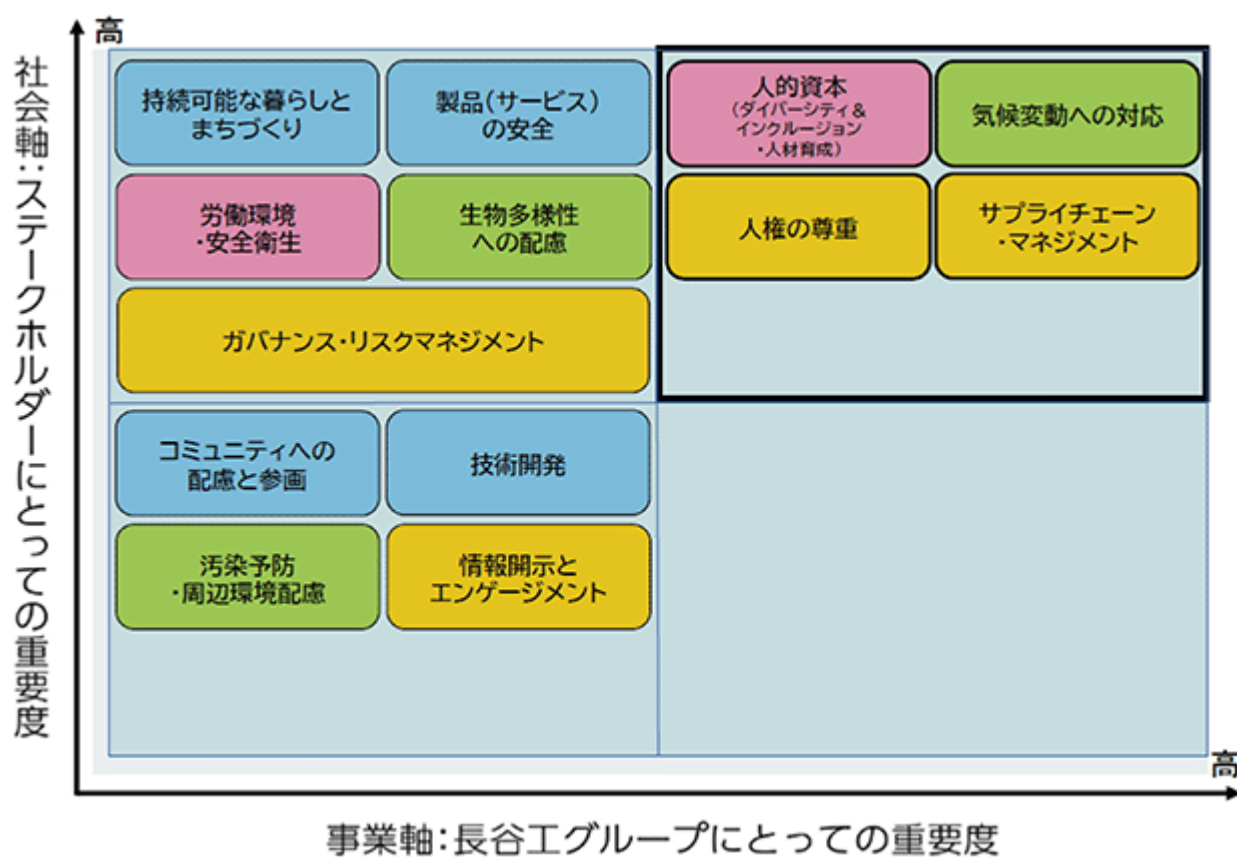 高
社会軸：ステークホルダーにとっての重要度
持続可能な暮らしと
まちづくり
製品（サービス）
の安全
人的資本
（ダイバーシティ＆
インクルージョン
・人材育成）
気候変動への対応
労働環境
・安全衛生
生物多様性
への配慮
人権の尊重
サプライチェーン
・マネジメント
ガバナンス・リスクマネジメント
コミュニティへの
配慮と参画
技術開発
汚染予防
・周辺環境配慮
情報開示と
エンゲージメント
高
事業軸：長谷工グループにとっての重要度